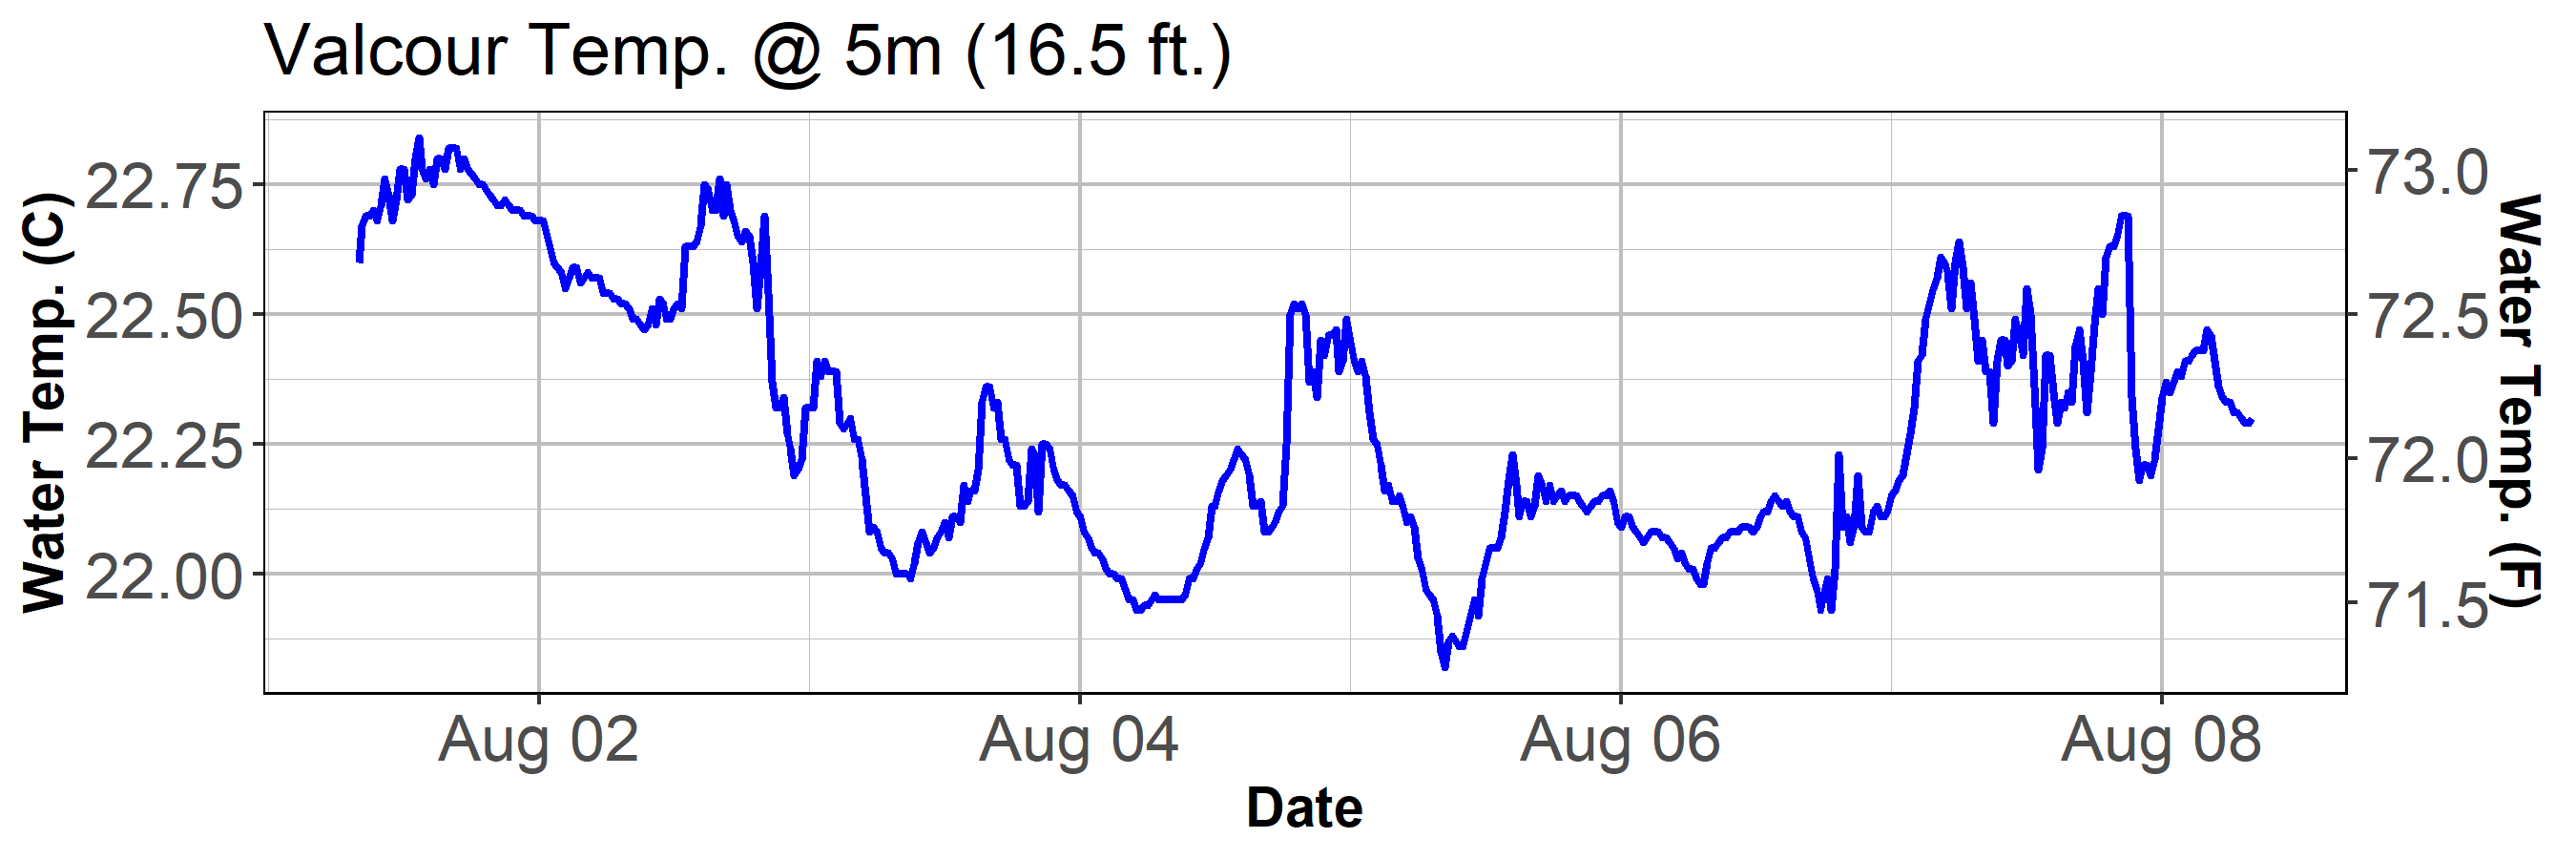 Valcour Temp. @ 5m (16.5 ft.)
Water Temp. (C)
22.75
22.50
22.25
22.00
73.0
72.5
72.0
71.5
Water Temp. (F)
Aug 02 Aug 04 Aug 06 Aug 08
Date